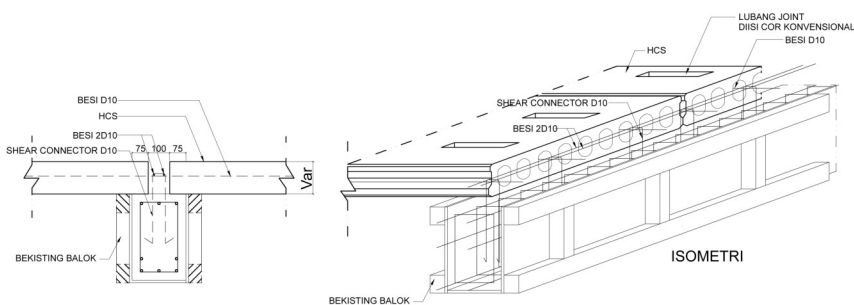 BESI D10
HCS
BESI 2D10
SHEAR CONNECTOR D10
75 100 75
Var
BEKISTING BALOK
LUBANG JOINT
DIISI COR KONVENSIONAL
BESI D10
HCS
SHEAR CONNECTOR D10
BESI 2D10
ISOMETRI
BEKISTING BALOK